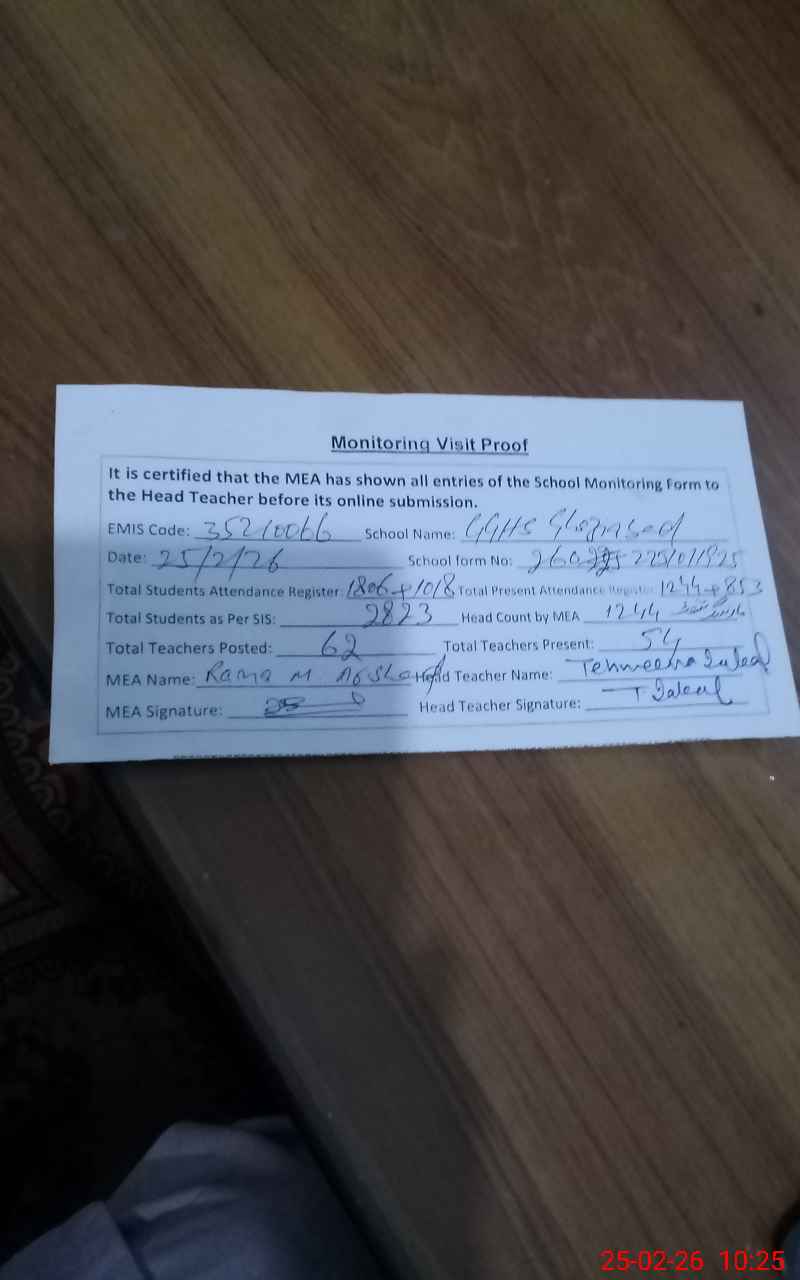 Monitoring Visit Proof
It is certified that the MEA has shown all entries of the School Monitoring Form to
the Head Teacher before its online submission.
EMIS Code: 35210066 School Name: GGHS
Date: 25/2/26 School form No:
Total Students Attendance Register: 1806+1018 Total Present Attendance Register: 1244+853
Total Students as Per SIS: 2823 Head Count by MEA 1244
Total Teachers Posted: 62 Total Teachers Present: 54
MEA Name: Rana M. Head Teacher Name:
MEA Signature: Head Teacher Signature:
25-02-26 10:25